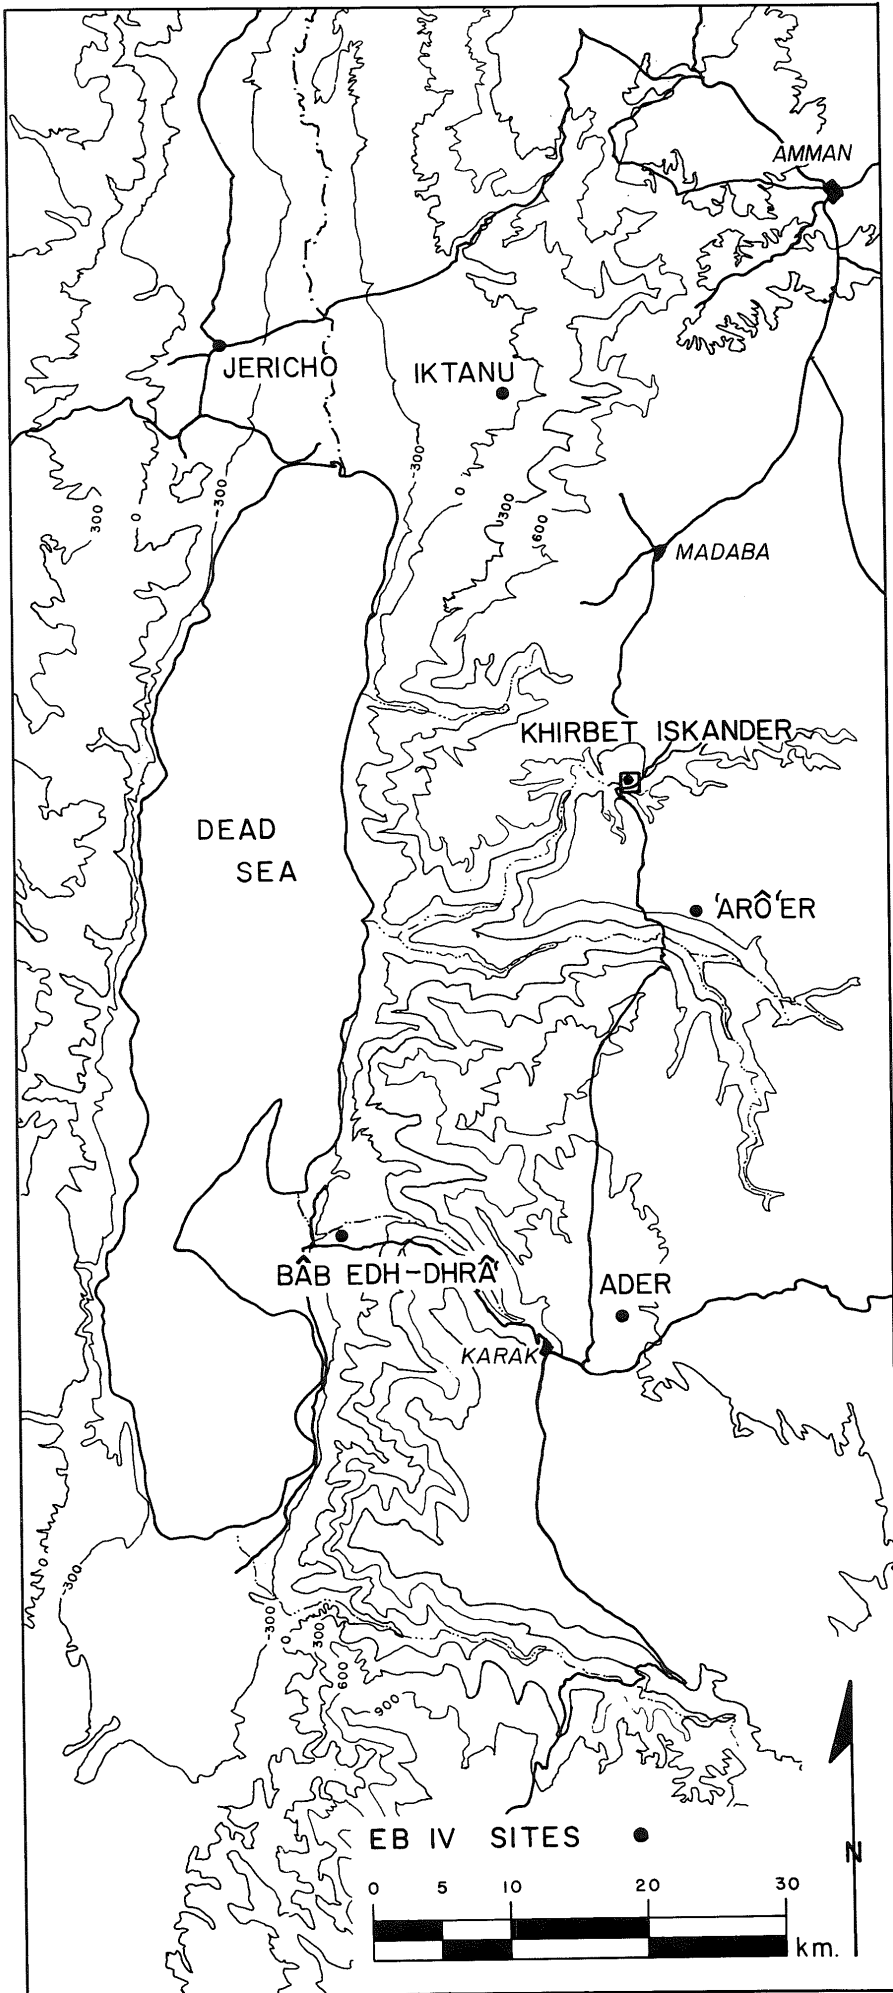 AMMAN
JERICHO
IKTANU
-300
0
300
600
300
0
-300
MADABA
KHIRBET ISKANDER
DEAD
SEA
'ARÔ'ER
BÂB EDH-DHRÂ'
ADER
KARAK
-300
-300
0
300
600
900
EB IV SITES
N
0 5 10 20 30
km.